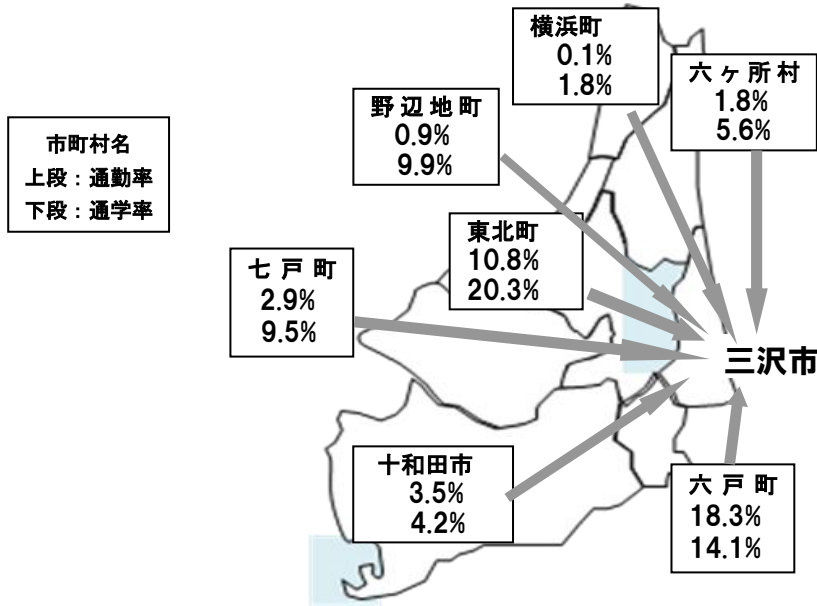 横浜町
0.1%
1.8%
六ヶ所村
1.8%
5.6%
野辺地町
0.9%
9.9%
市町村名
上段：通勤率
下段：通学率
東北町
10.8%
20.3%
七戸町
2.9%
9.5%
三沢市
十和田市
3.5%
4.2%
六戸町
18.3%
14.1%